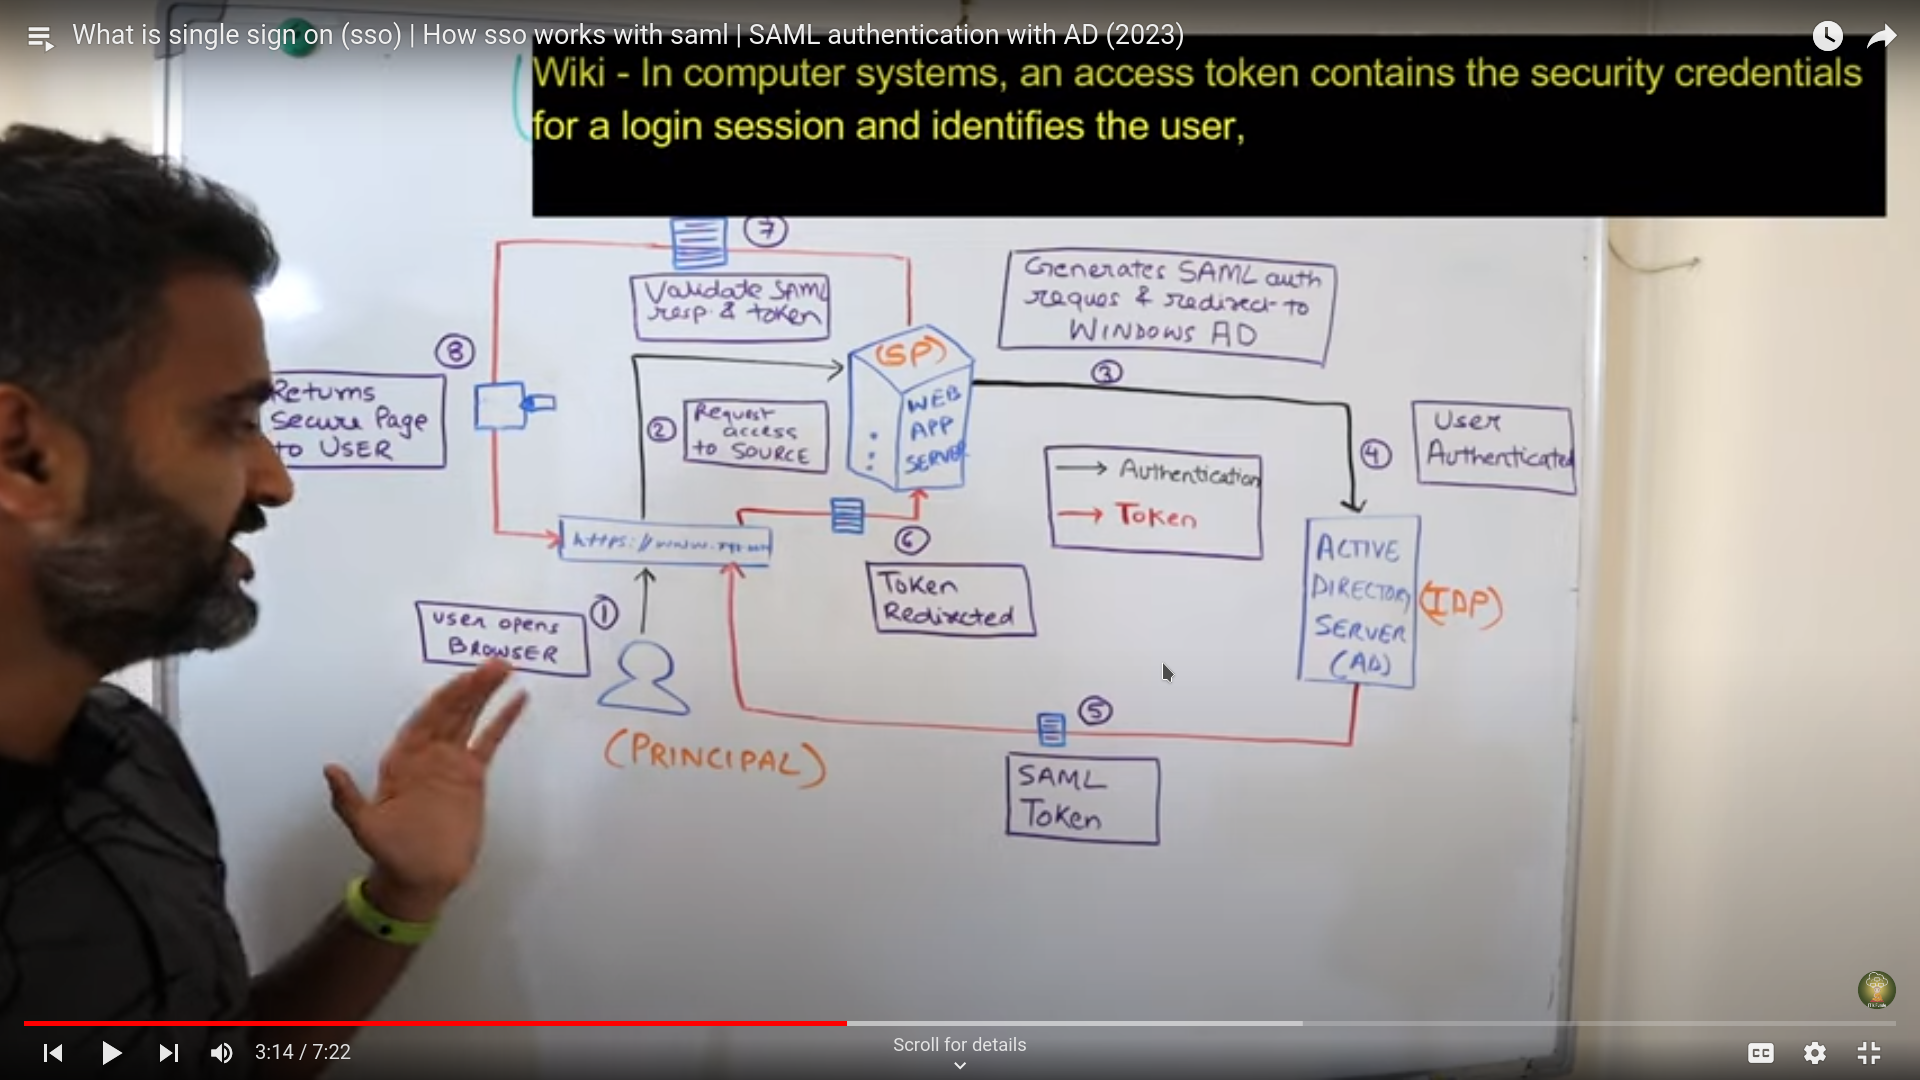 What is single sign on (sso) | How sso works with saml | SAML authentication with AD (2023)
Wiki - In computer systems, an access token contains the security credentials
for a login session and identifies the user,
7
Validate SAML
resp. & token
Generates SAML auth
reques & redirect to
WINDOWS AD
8
Returns
Secure Page
to USER
(SP)
WEB
APP
SERVER
2
Request
access
to SOURCE
3
4
User
Authenticated
Authentication
Token
https://www.
6
Token
Redirected
ACTIVE
DIRECTORY
SERVER
(AD)
(IDP)
1
user opens
BROWSER
(PRINCIPAL)
5
SAML
Token
3:14 / 7:22
Scroll for details
CC